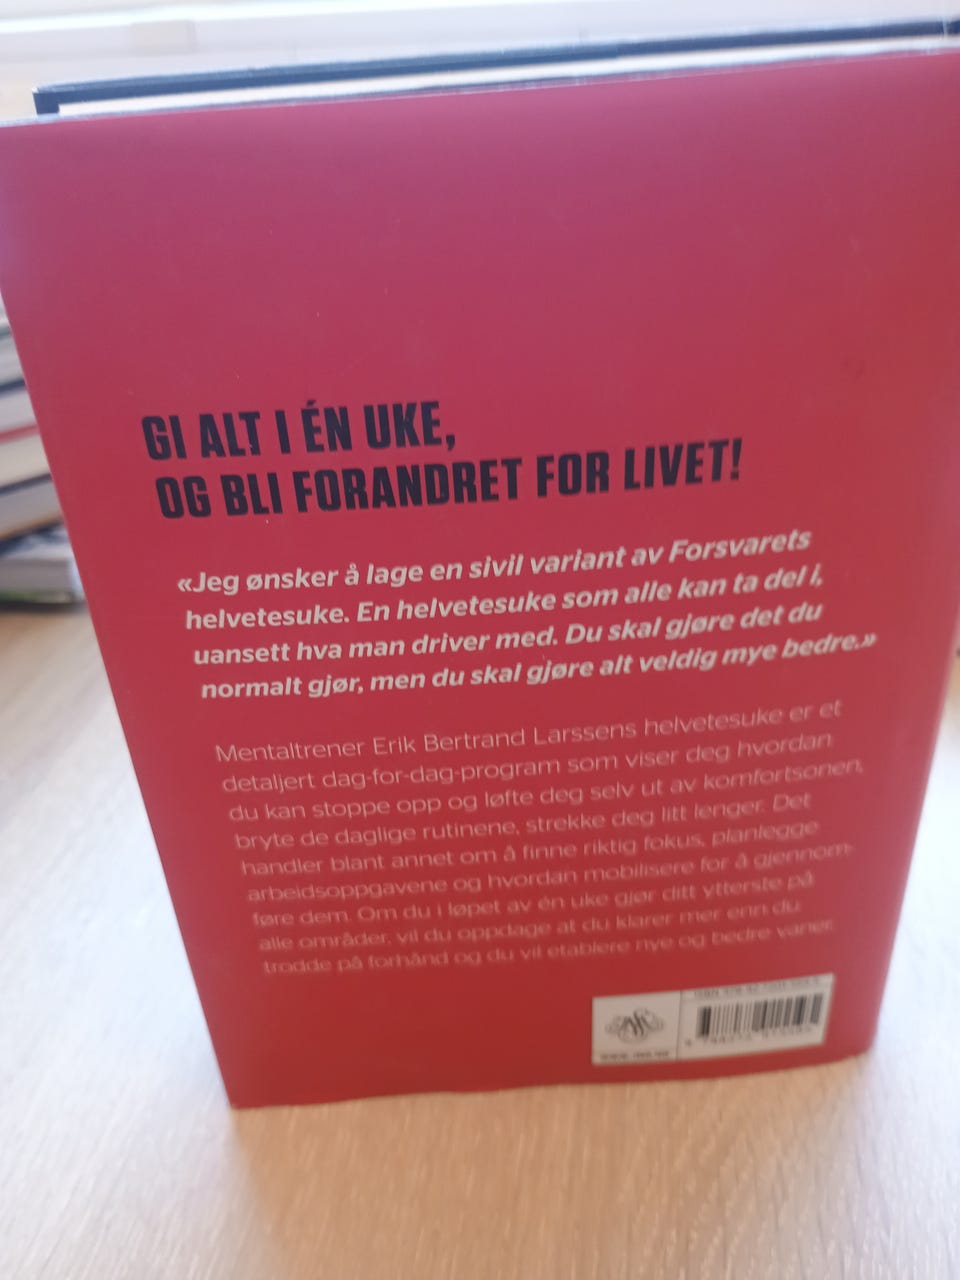 GI ALT I ÉN UKE,
OG BLI FORANDRET FOR LIVET!
«Jeg ønsker å lage en sivil variant av Forsvarets
helvetesuke. En helvetesuke som alle kan ta del i,
uansett hva man driver med. Du skal gjøre det du
normalt gjør, men du skal gjøre alt veldig mye bedre.»
Mentaltrener Erik Bertrand Larssens helvetesuke er et
detaljert dag-for-dag-program som viser deg hvordan
du kan stoppe opp og løfte deg selv ut av komfortsonen,
bryte de daglige rutinene, strekke deg litt lenger. Det
handler blant annet om å finne riktig fokus, planlegge
arbeidsoppgavene og hvordan mobilisere for å gjennom-
føre dem. Om du i løpet av én uke gjør ditt ytterste på
alle områder, vil du oppdage at du klarer mer enn du
trodde på forhånd og du vil etablere nye og bedre vaner.